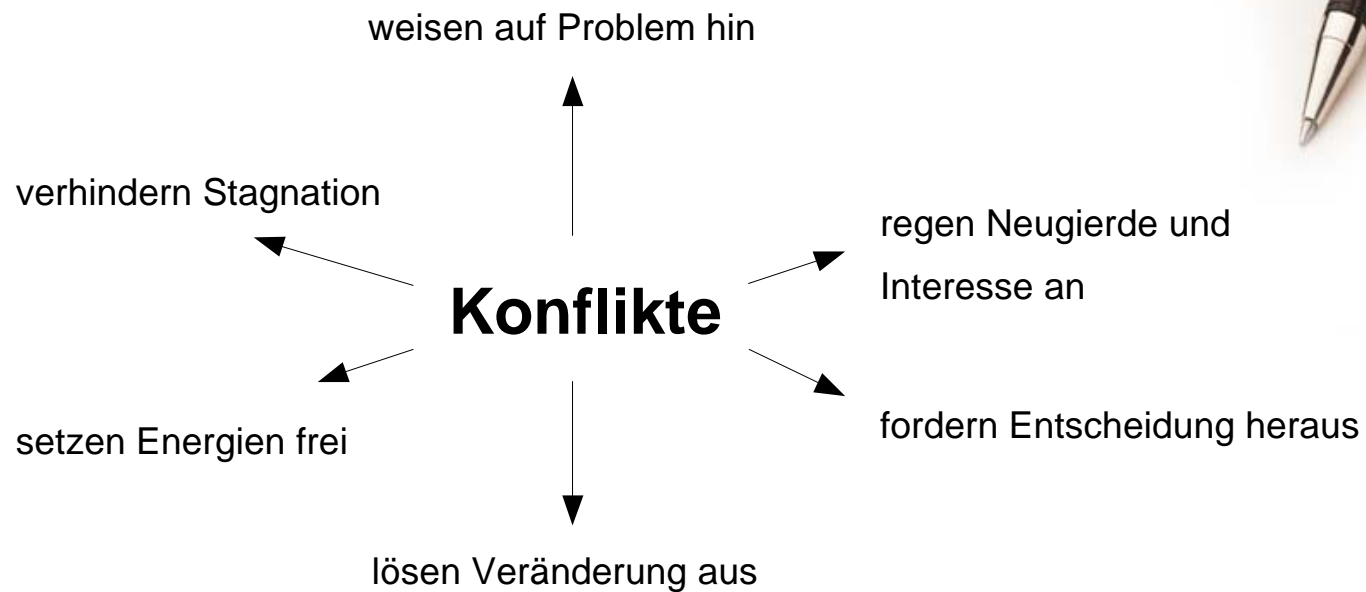 weisen auf Problem hin
verhindern Stagnation
regen Neugierde und
Interesse an
Konflikte
setzen Energien frei
fordern Entscheidung heraus
lösen Veränderung aus